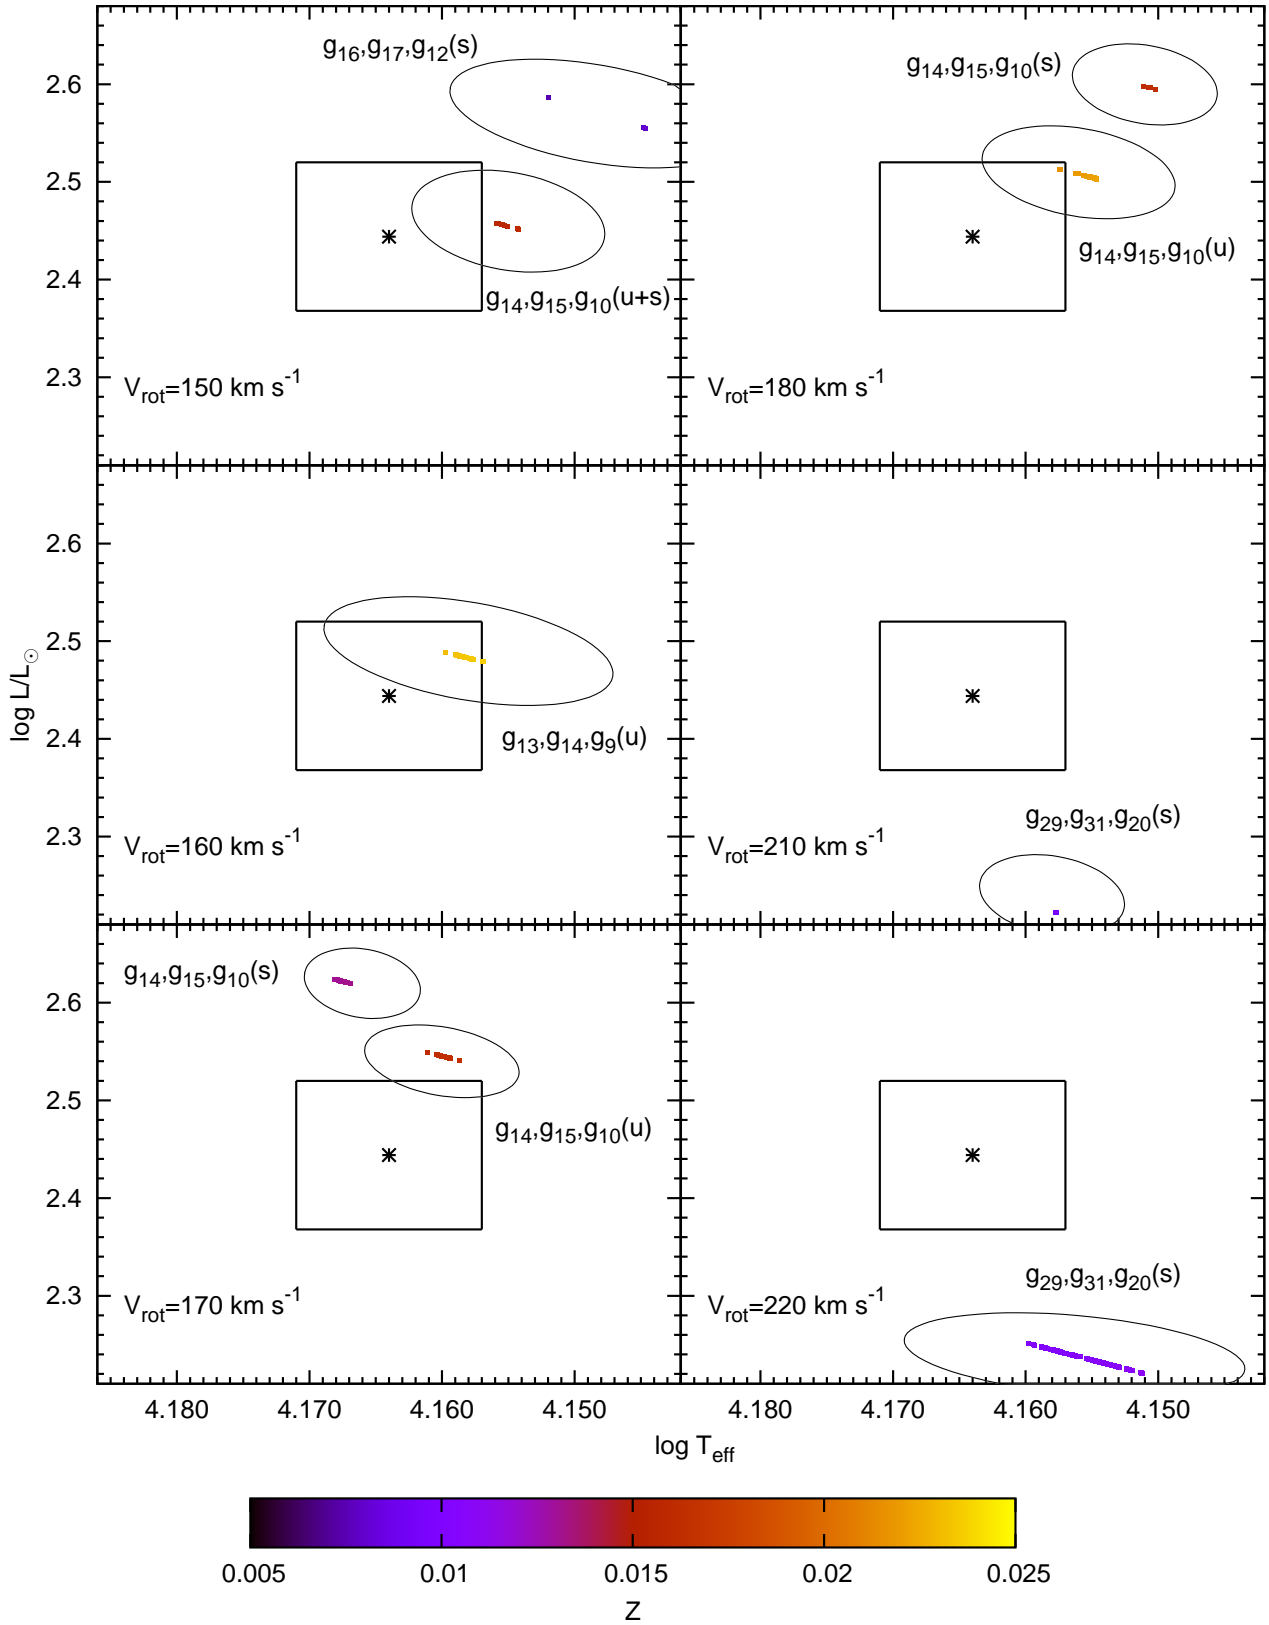 g16,g17,g12(s)
2.6
2.5
2.4
2.3
g14,g15,g10(u+s)
Vrot=150 km s-1
g14,g15,g10(s)
g14,g15,g10(u)
Vrot=180 km s-1
2.6
2.5
2.4
2.3
log L/L☉
g13,g14,g9(u)
Vrot=160 km s-1
g29,g31,g20(s)
Vrot=210 km s-1
g14,g15,g10(s)
2.6
2.5
2.4
2.3
g14,g15,g10(u)
Vrot=170 km s-1
g29,g31,g20(s)
Vrot=220 km s-1
4.180 4.170 4.160 4.150 4.180 4.170 4.160 4.150
log Teff
0.005 0.01 0.015 0.02 0.025
Z